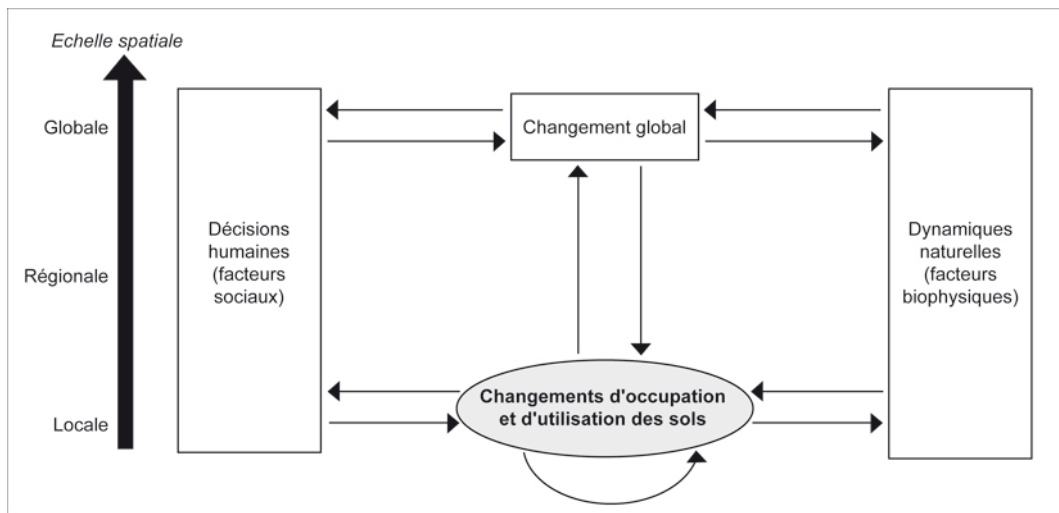 Echelle spatiale
Globale
Régionale
Locale
Décisions
humaines
(facteurs
sociaux)
Changement global
Changements d'occupation
et d'utilisation des sols
Dynamiques
naturelles
(facteurs
biophysiques)